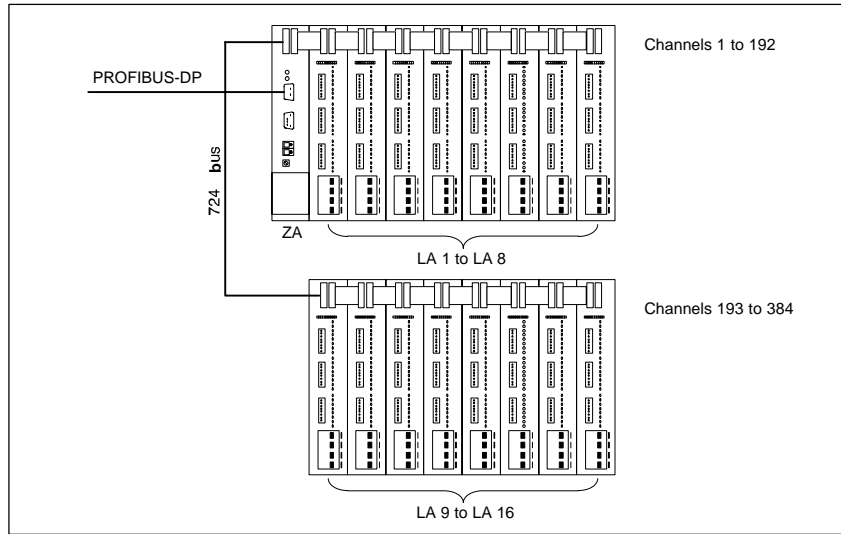 Channels 1 to 192
PROFIBUS-DP
724 bus
ZA
LA 1 to LA 8
Channels 193 to 384
LA 9 to LA 16